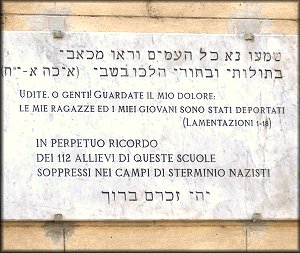 שמעו נא כל העמים וראו מכאבי
בתולותי ובחורי הלכו בשבי (איכה א-י״ח)
UDITE, O GENTI! GUARDATE IL MIO DOLORE:
LE MIE RAGAZZE ED I MIEI GIOVANI SONO STATI DEPORTATI
(LAMENTAZIONI 1-18)
IN PERPETUO RICORDO
DEI 112 ALLIEVI DI QUESTE SCUOLE
SOPPRESSI NEI CAMPI DI STERMINIO NAZISTI
יהי זכרם ברוך